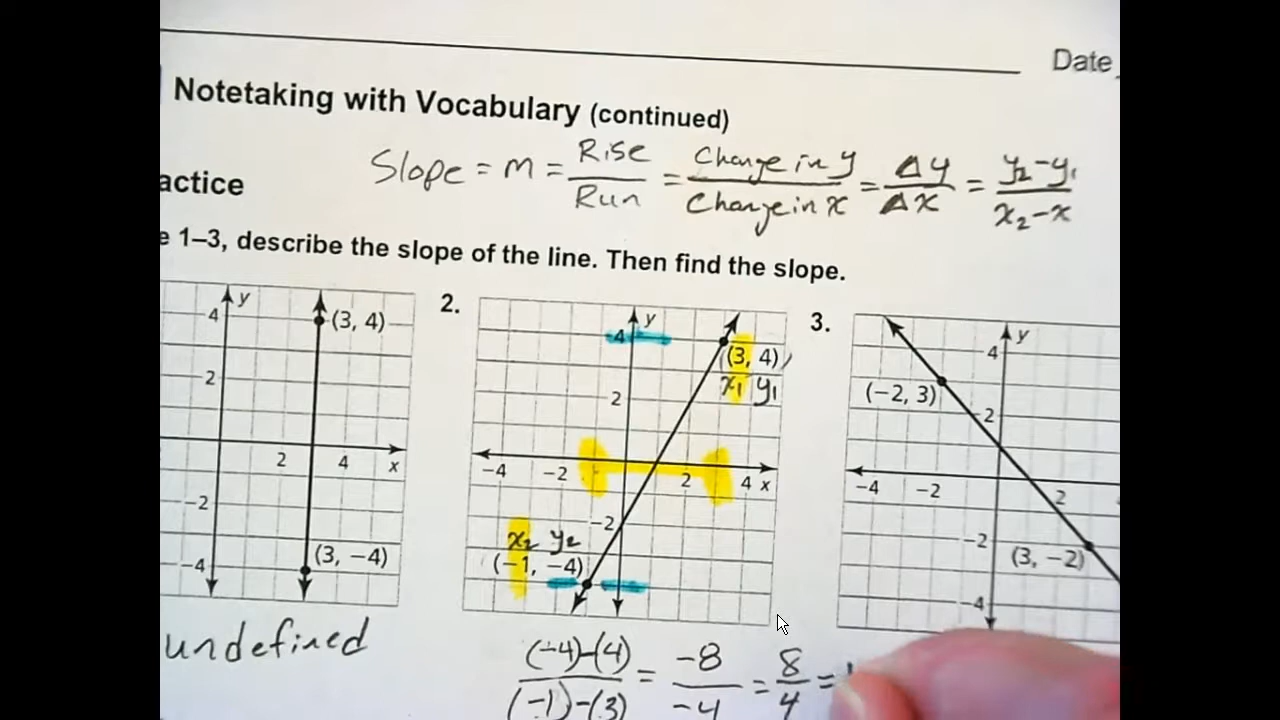 Date
Notetaking with Vocabulary (continued)
Slope = m = Rise/Run = Change in y/Change in x = Δy/Δx = y₂-y₁/x₂-x
actice
e 1–3, describe the slope of the line. Then find the slope.
y
4
(3, 4)
2
2
4
x
−2
(3, −4)
−4
undefined
2.
y
4
(3, 4)
x₁ y₁
2
−4
−2
2
4
x
−2
x₂ y₂
(−1, −4)
(-4)-(4)/(-1)-(3) = -8/-4 = 8/4 =
3.
y
4
(−2, 3)
2
−4
−2
2
−2
(3, −2)
−4